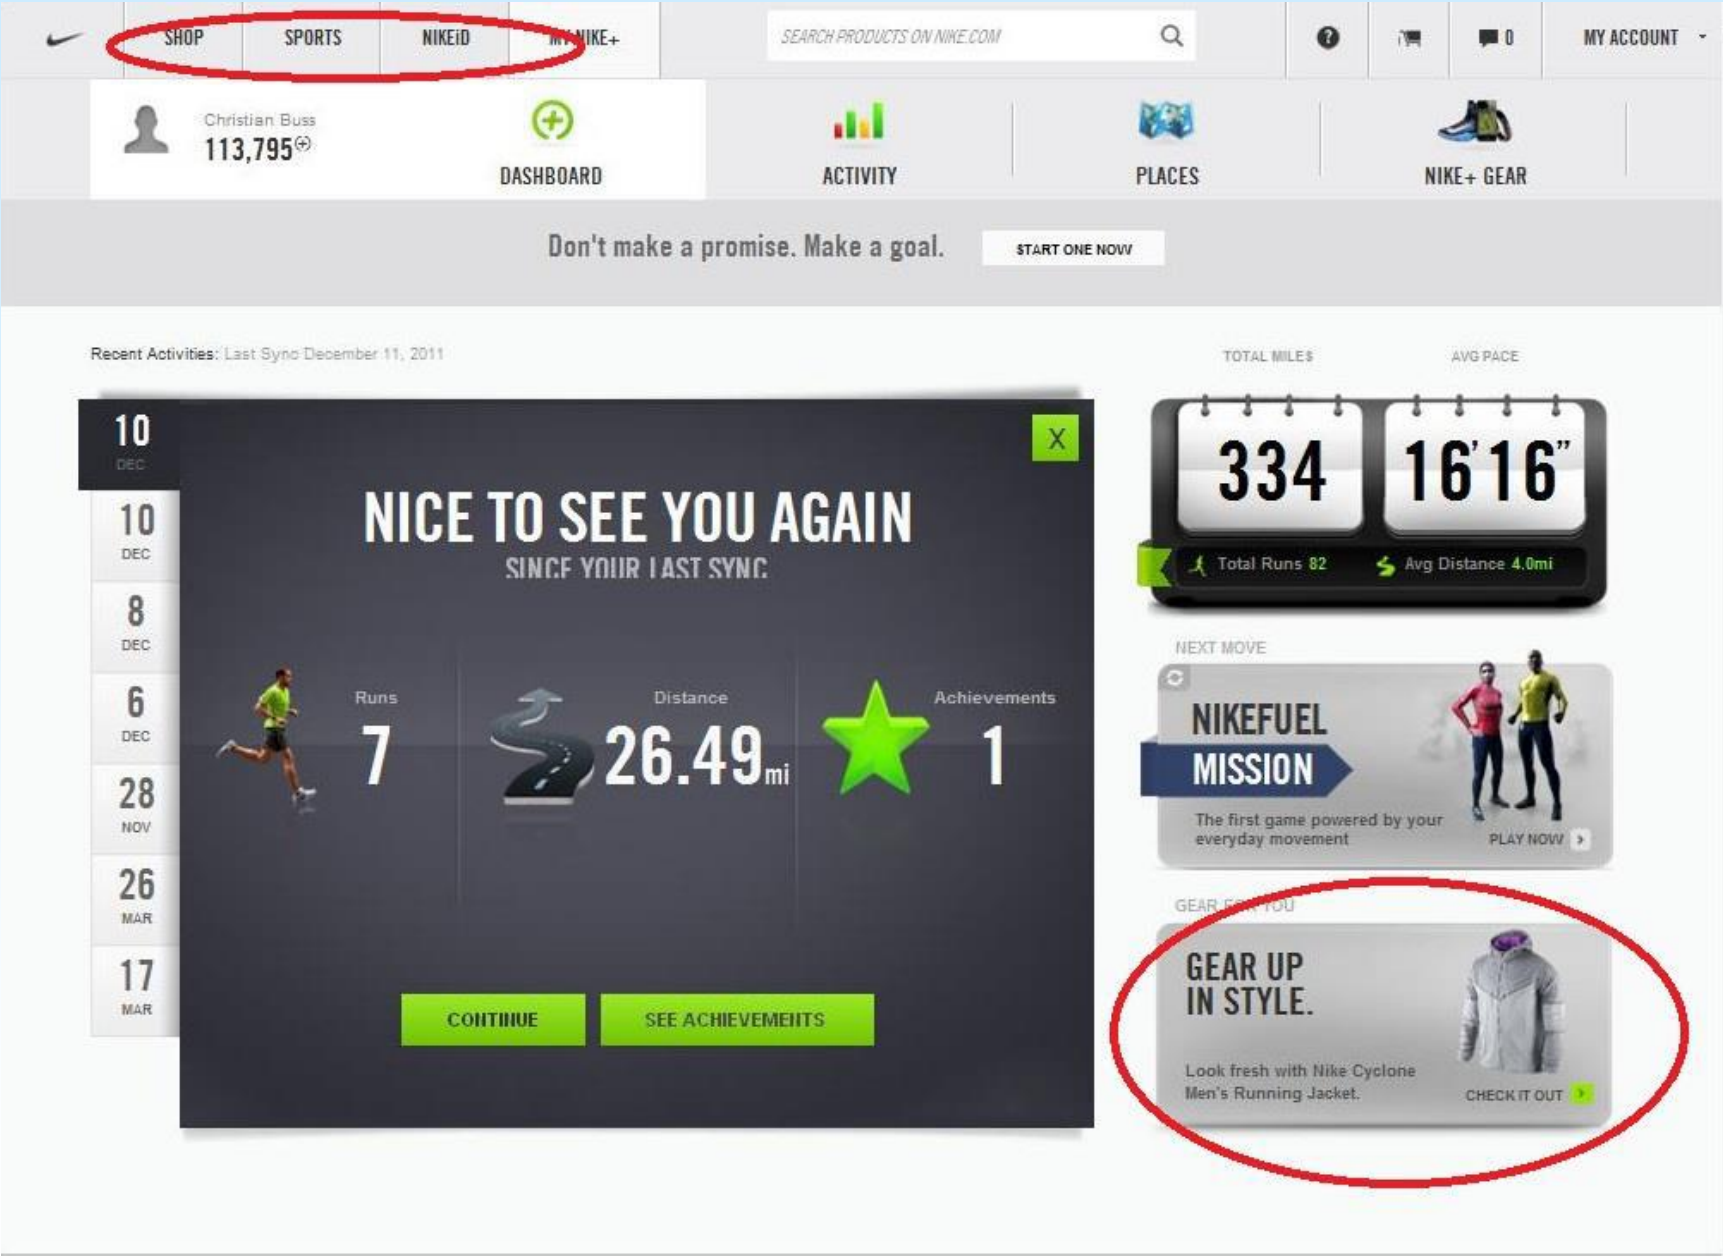 SHOP SPORTS NIKEiD MY NIKE+ SEARCH PRODUCTS ON NIKE.COM ? 0 MY ACCOUNT
Christian Buss
113,795
DASHBOARD ACTIVITY PLACES NIKE+ GEAR
Don't make a promise. Make a goal. START ONE NOW
Recent Activities: Last Sync December 11, 2011
10
DEC
10
DEC
8
DEC
6
DEC
28
NOV
26
MAR
17
MAR
X
NICE TO SEE YOU AGAIN
SINCE YOUR LAST SYNC
Runs
7
Distance
26.49mi
Achievements
1
CONTINUE SEE ACHIEVEMENTS
TOTAL MILES AVG PACE
334 16'16"
Total Runs 82 Avg Distance 4.0mi
NEXT MOVE
NIKEFUEL
MISSION
The first game powered by your
everyday movement
PLAY NOW
GEAR FOR YOU
GEAR UP
IN STYLE.
Look fresh with Nike Cyclone
Men's Running Jacket.
CHECK IT OUT